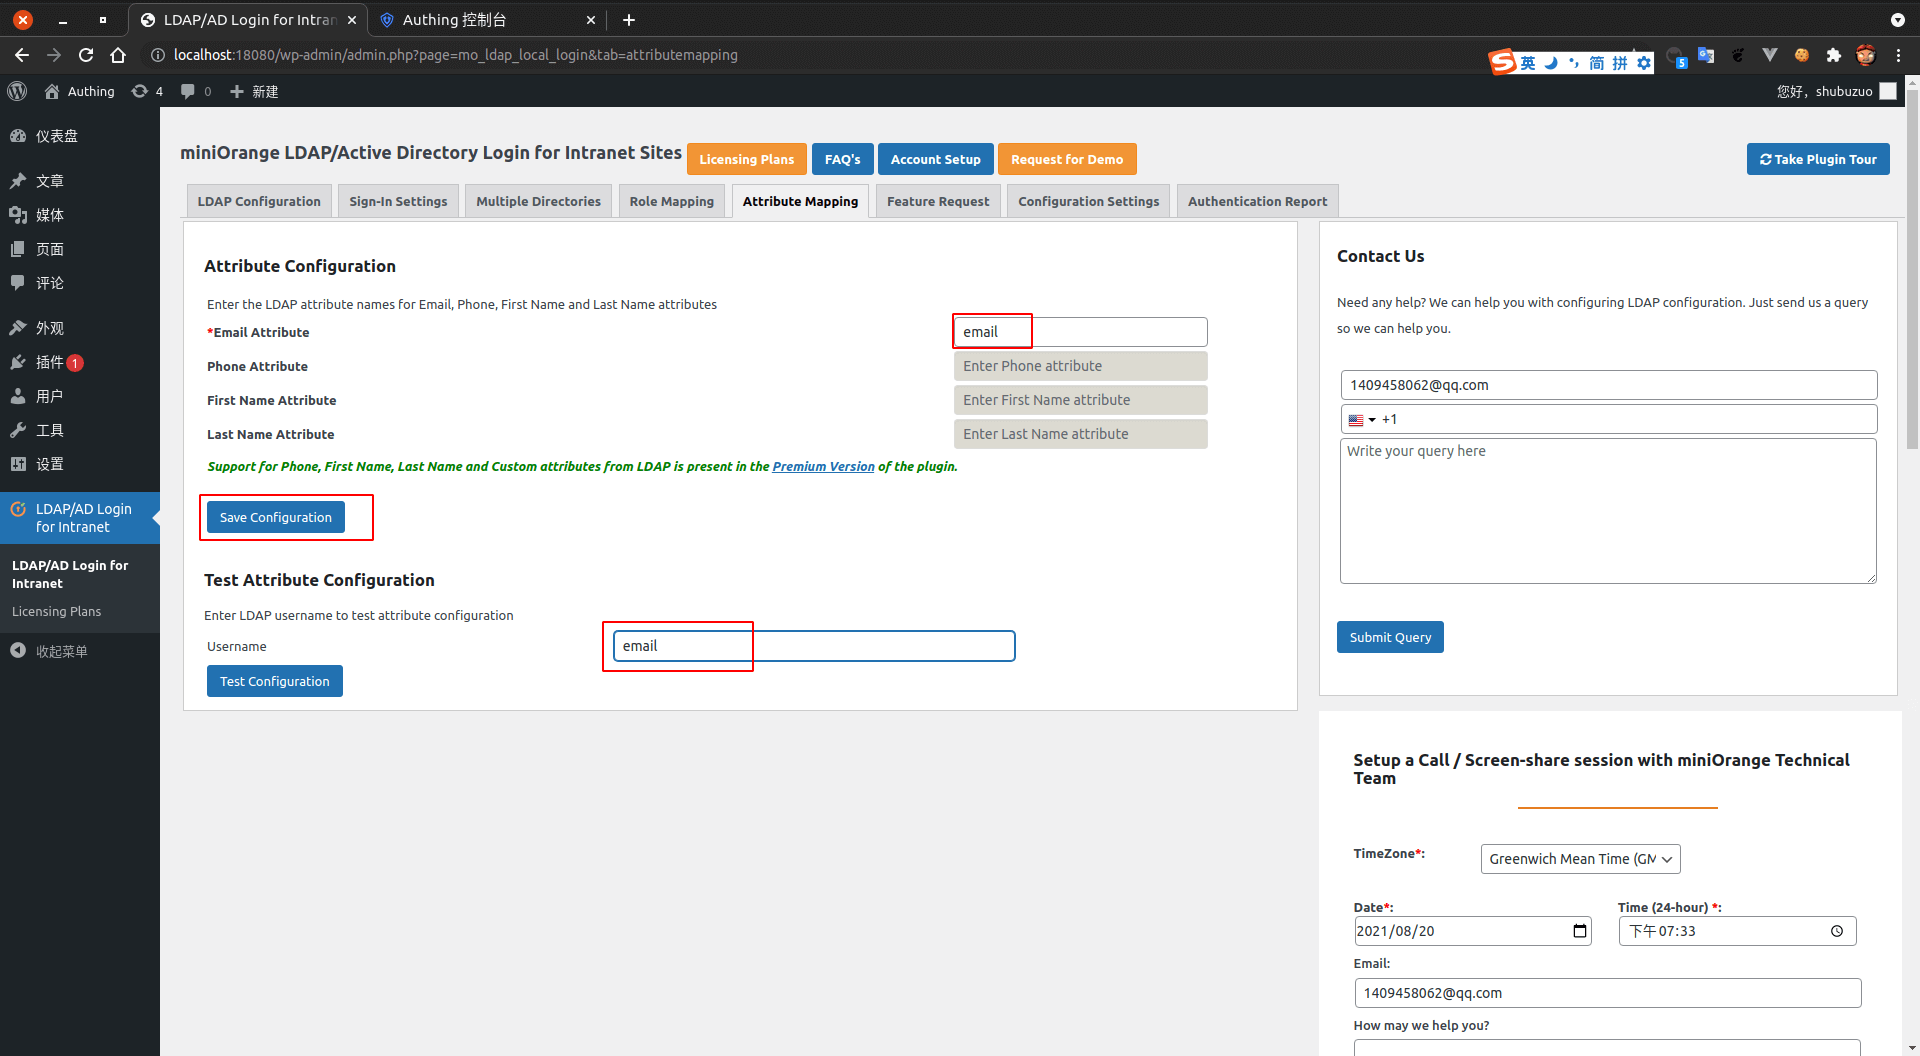 LDAP/AD Login for Intran
Authing 控制台
localhost:18080/wp-admin/admin.php?page=mo_ldap_local_login&tab=attributemapping
英 简 拼
5
Authing 4 0 新建
您好，shubuzuo
仪表盘
文章
媒体
页面
评论
外观
插件 1
用户
工具
设置
LDAP/AD Login
for Intranet
LDAP/AD Login for
Intranet
Licensing Plans
收起菜单
miniOrange LDAP/Active Directory Login for Intranet Sites
Licensing Plans
FAQ's
Account Setup
Request for Demo
Take Plugin Tour
LDAP Configuration
Sign-In Settings
Multiple Directories
Role Mapping
Attribute Mapping
Feature Request
Configuration Settings
Authentication Report
Attribute Configuration
Enter the LDAP attribute names for Email, Phone, First Name and Last Name attributes
*Email Attribute
email
Phone Attribute
Enter Phone attribute
First Name Attribute
Enter First Name attribute
Last Name Attribute
Enter Last Name attribute
Support for Phone, First Name, Last Name and Custom attributes from LDAP is present in the Premium Version of the plugin.
Save Configuration
Test Attribute Configuration
Enter LDAP username to test attribute configuration
Username
email
Test Configuration
Contact Us
Need any help? We can help you with configuring LDAP configuration. Just send us a query
so we can help you.
1409458062@qq.com
+1
Write your query here
Submit Query
Setup a Call / Screen-share session with miniOrange Technical
Team
TimeZone*:
Greenwich Mean Time (GM
Date*:
Time (24-hour) *:
2021/08/20
下午 07:33
Email:
1409458062@qq.com
How may we help you?